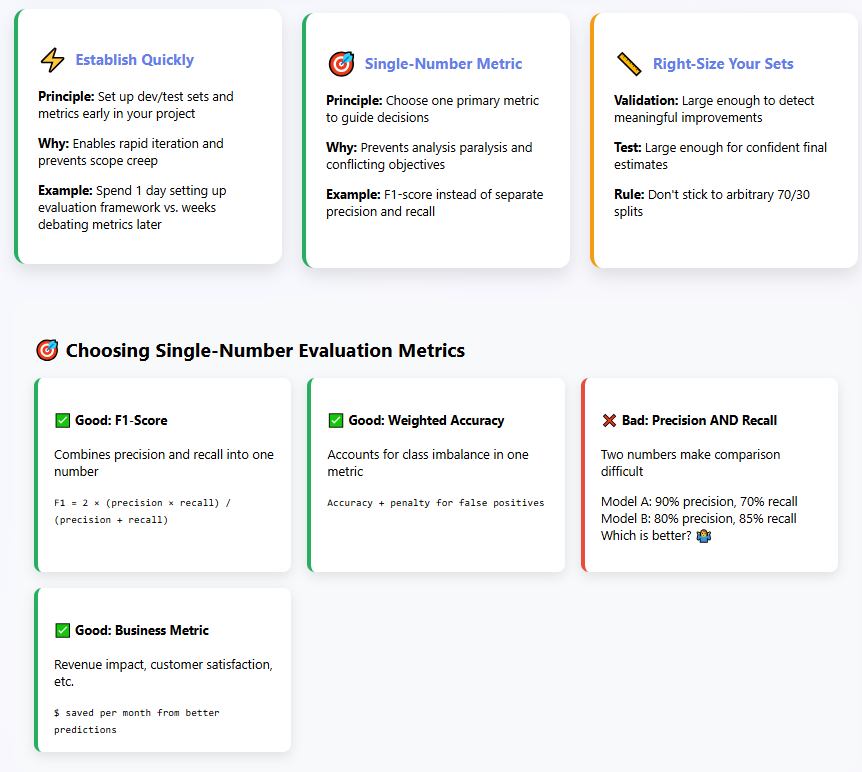 ⚡ Establish Quickly
Principle: Set up dev/test sets and
metrics early in your project
Why: Enables rapid iteration and
prevents scope creep
Example: Spend 1 day setting up
evaluation framework vs. weeks
debating metrics later
🎯 Single-Number Metric
Principle: Choose one primary metric
to guide decisions
Why: Prevents analysis paralysis and
conflicting objectives
Example: F1-score instead of separate
precision and recall
📏 Right-Size Your Sets
Validation: Large enough to detect
meaningful improvements
Test: Large enough for confident final
estimates
Rule: Don't stick to arbitrary 70/30
splits
🎯 Choosing Single-Number Evaluation Metrics
✅ Good: F1-Score
Combines precision and recall into one
number
F1 = 2 × (precision × recall) /
(precision + recall)
✅ Good: Weighted Accuracy
Accounts for class imbalance in one
metric
Accuracy + penalty for false positives
❌ Bad: Precision AND Recall
Two numbers make comparison
difficult
Model A: 90% precision, 70% recall
Model B: 80% precision, 85% recall
Which is better? 🤷
✅ Good: Business Metric
Revenue impact, customer satisfaction,
etc.
$ saved per month from better
predictions